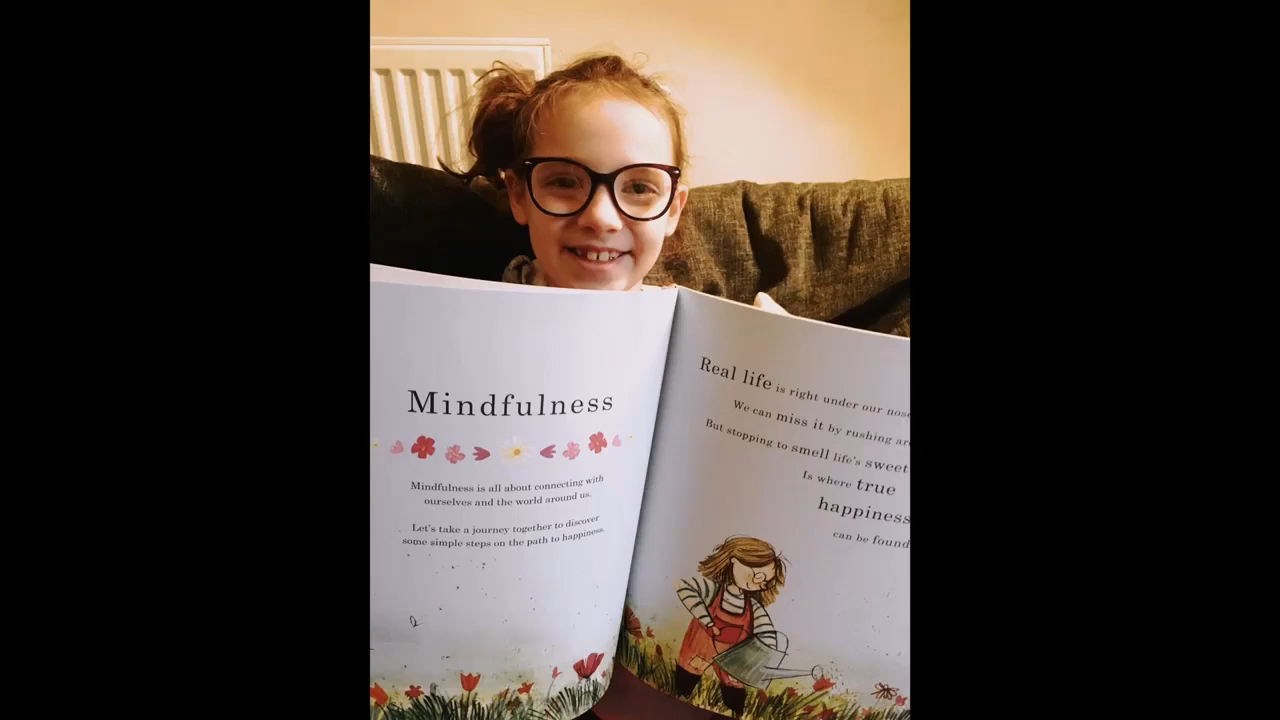 Mindfulness
Mindfulness is all about connecting with
ourselves and the world around us.
Let's take a journey together to discover
some simple steps on the path to happiness.
Real life is right under our nose
We can miss it by rushing
But stopping to smell life's sweet
Is where true
happiness
can be found